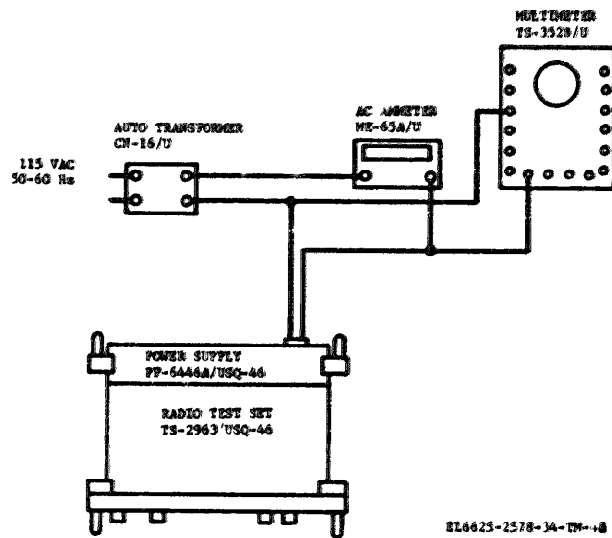 MULTIMETER
TS-352B/U
AUTO TRANSFORMER
CN-16/U
AC AMMETER
ME-65A/U
115 VAC
50-60 Hz
POWER SUPPLY
PP-6446A/USQ-46
RADIO TEST SET
TS-2963/USQ-46